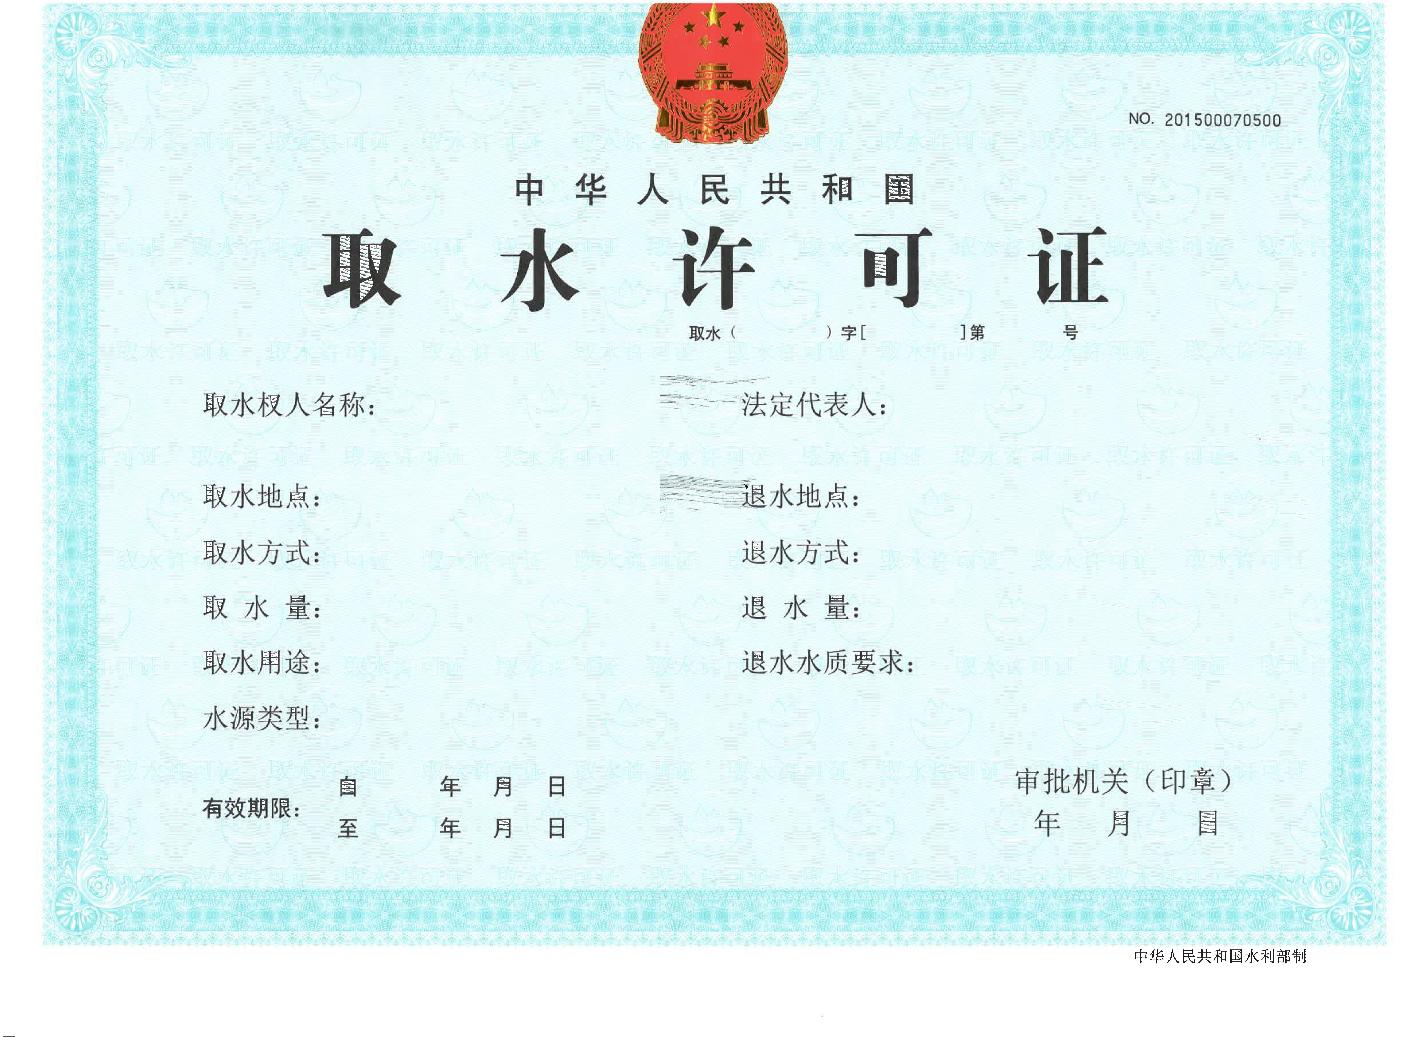 NO. 201500070500
中华人民共和国
取水许可证
取水（ ）字[ ]第 号
取水权人名称： 法定代表人：
取水地点： 退水地点：
取水方式： 退水方式：
取 水 量： 退 水 量：
取水用途： 退水水质要求：
水源类型：
有效期限： 自 年 月 日
至 年 月 日
审批机关（印章）
年 月 日
中华人民共和国水利部制